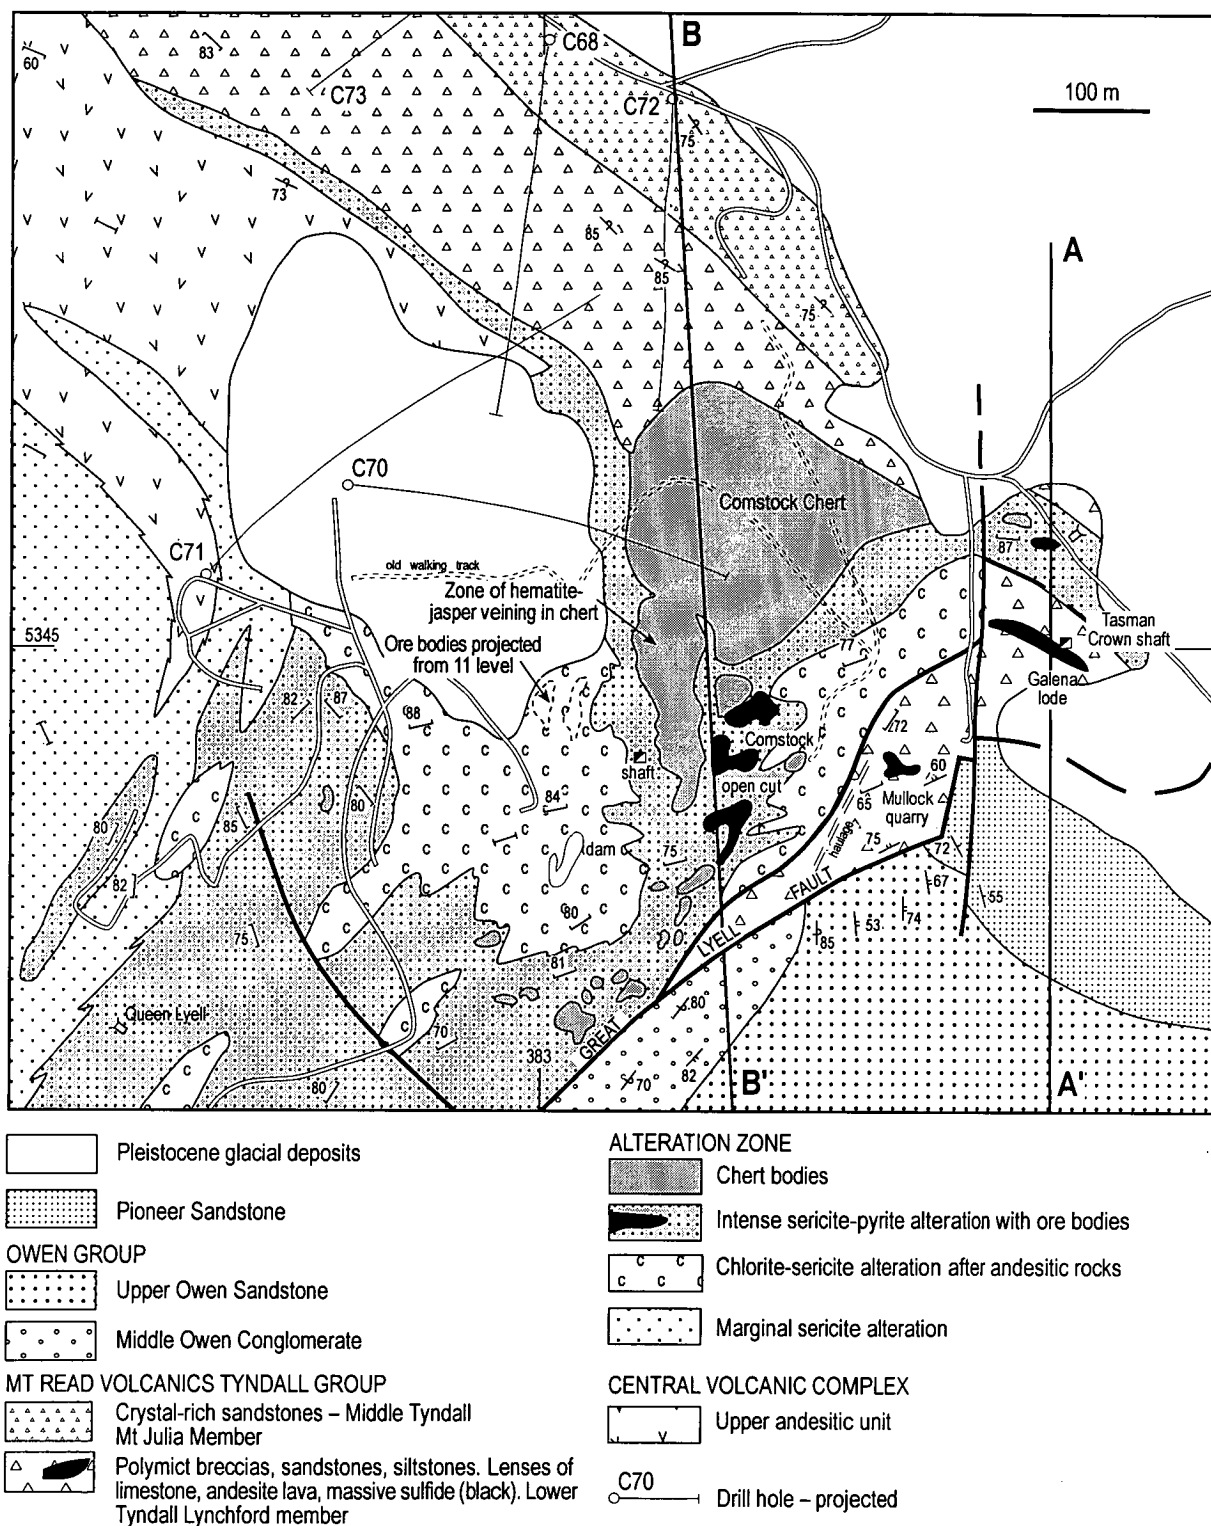 B
C68
60
83
C73
C72
100 m
75
73
A
85
85
75
C70
Comstock Chert
C71
old walking track
87
Zone of hematite-
jasper veining in chert
Tasman
Crown shaft
5345
Ore bodies projected
from 11 level
77
Galena
lode
82
87
88
72
Comstock
shaft
60
open cut
80
84
65
Mullock
quarry
80
85
dam
75
haulage
75
72
82
FAULT
67
55
80
74
53
75
LYELL
85
81
80
Queen Lyell
70
383
GREAT
82
80
70
B'
A'
Pleistocene glacial deposits
Pioneer Sandstone
OWEN GROUP
Upper Owen Sandstone
Middle Owen Conglomerate
MT READ VOLCANICS TYNDALL GROUP
Crystal-rich sandstones – Middle Tyndall
Mt Julia Member
Polymict breccias, sandstones, siltstones. Lenses of
limestone, andesite lava, massive sulfide (black). Lower
Tyndall Lynchford member
ALTERATION ZONE
Chert bodies
Intense sericite-pyrite alteration with ore bodies
Chlorite-sericite alteration after andesitic rocks
Marginal sericite alteration
CENTRAL VOLCANIC COMPLEX
Upper andesitic unit
C70
Drill hole – projected